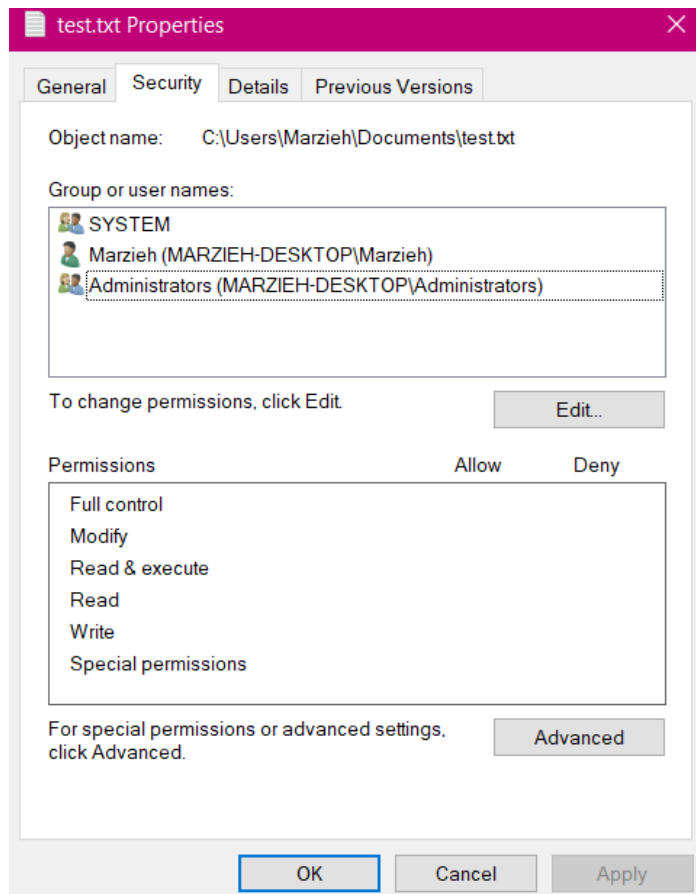 test.txt Properties
General Security Details Previous Versions
Object name: C:\Users\Marzieh\Documents\test.txt
Group or user names:
SYSTEM
Marzieh (MARZIEH-DESKTOP\Marzieh)
Administrators (MARZIEH-DESKTOP\Administrators)
To change permissions, click Edit.
Edit...
Permissions Allow Deny
Full control
Modify
Read & execute
Read
Write
Special permissions
For special permissions or advanced settings,
click Advanced.
Advanced
OK Cancel Apply